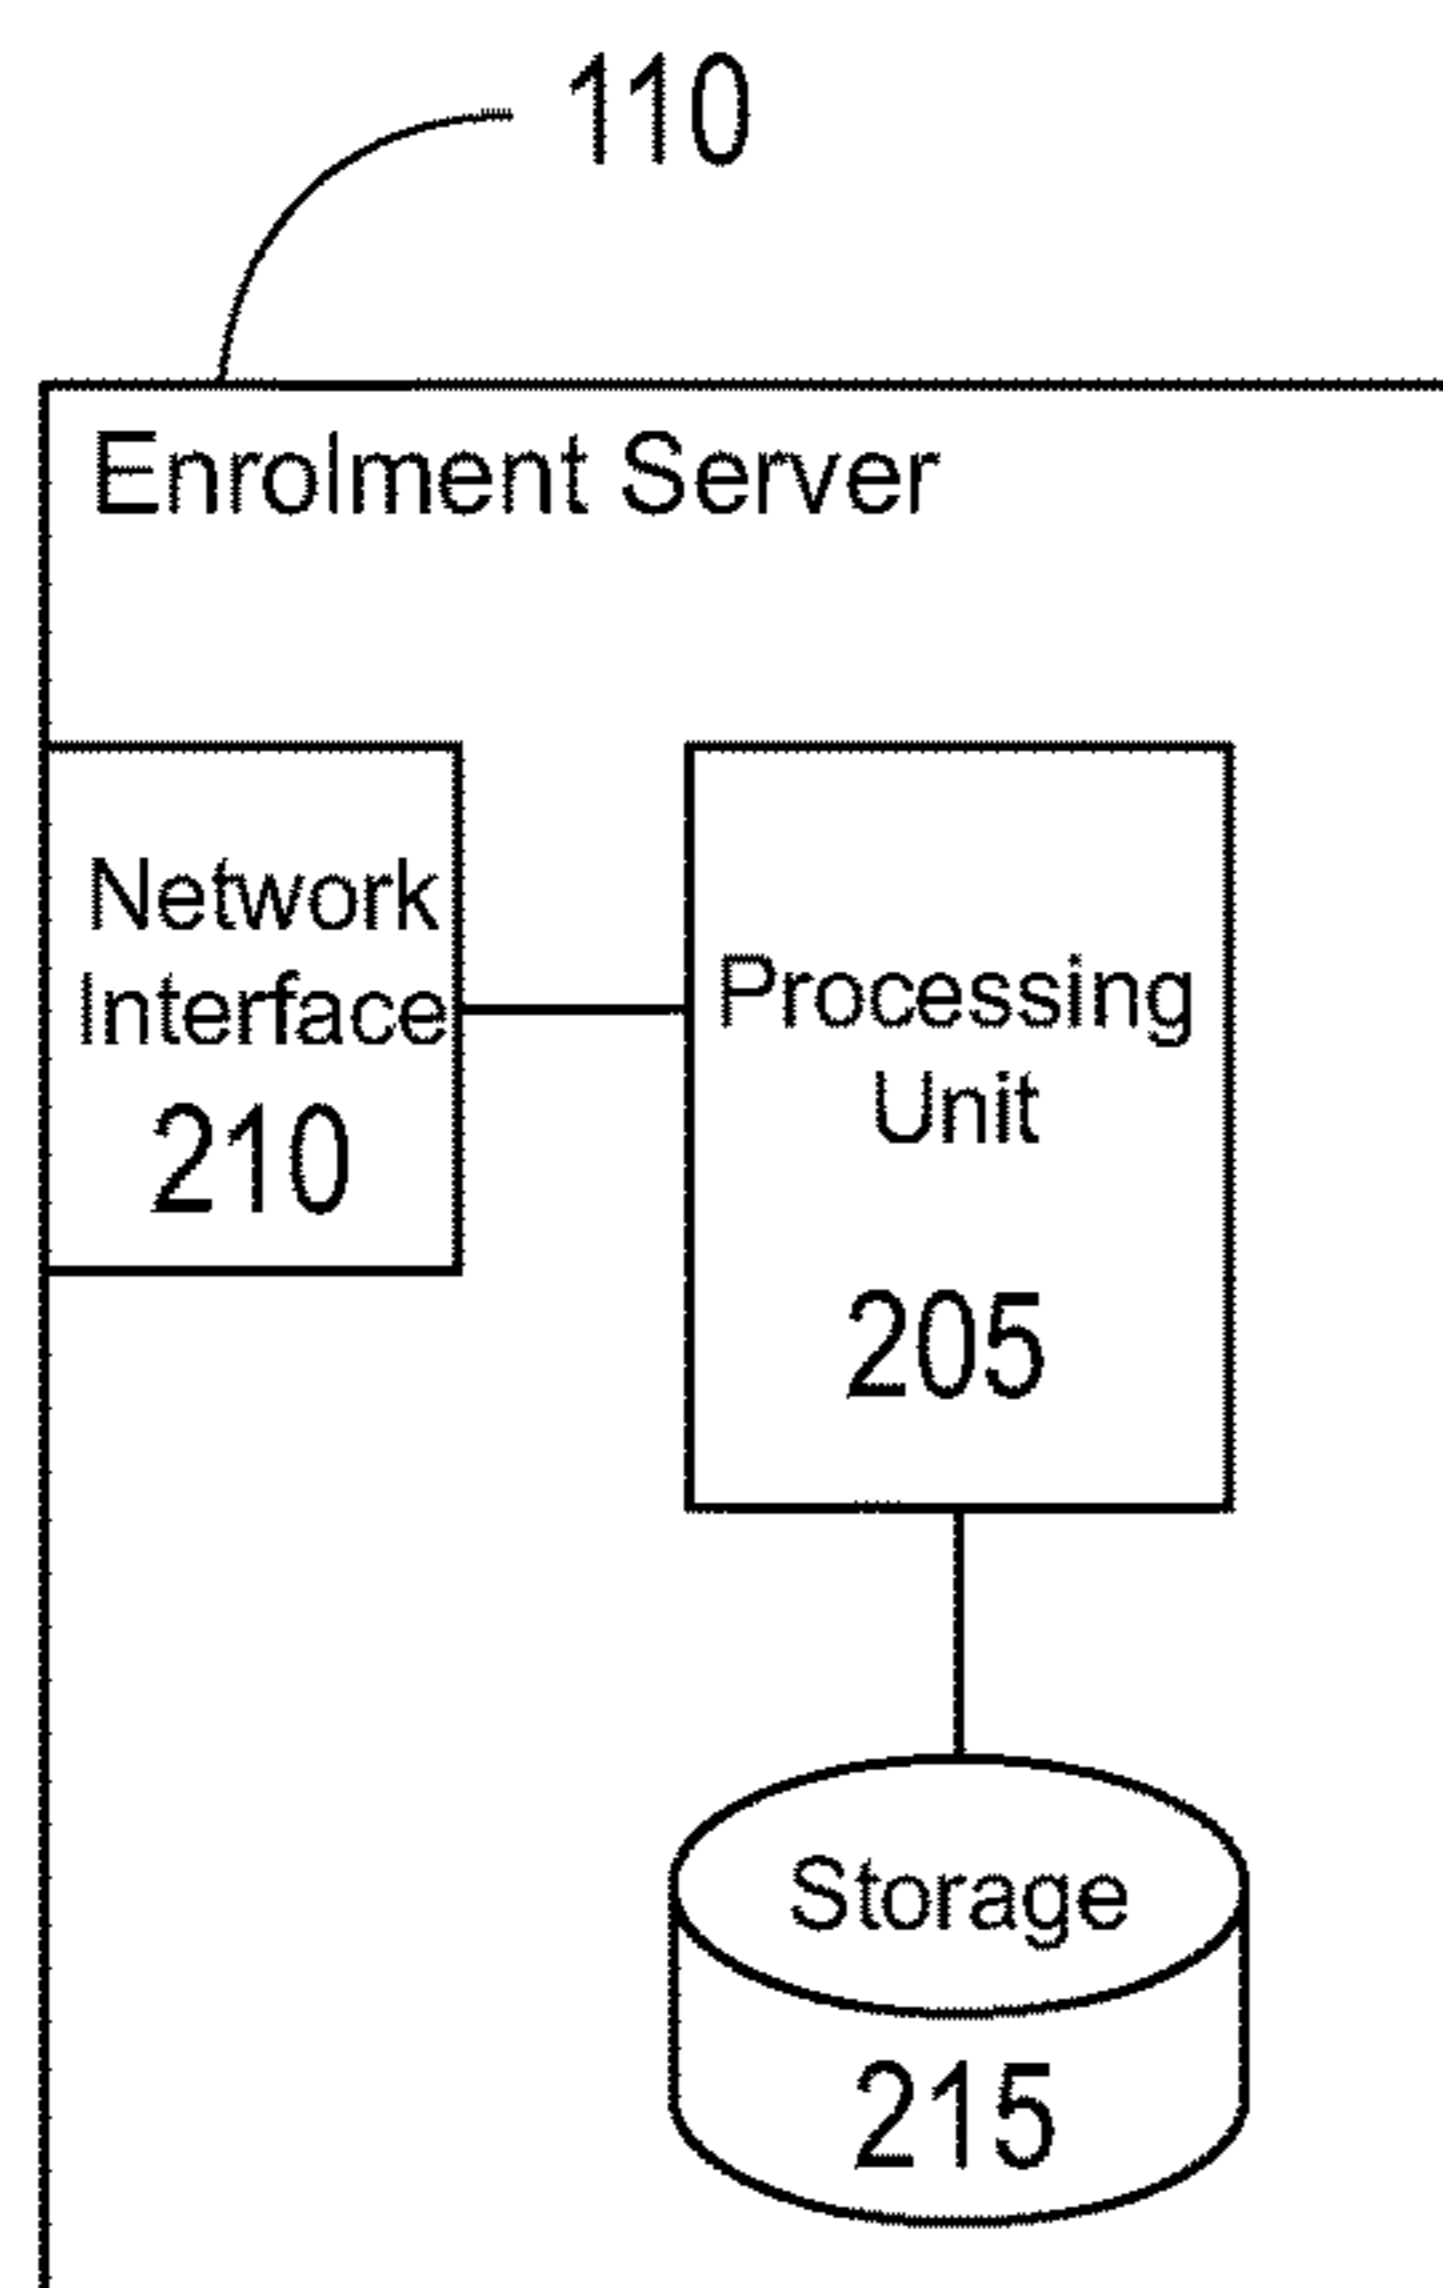 110
Enrolment Server
Network
Interface
210
Processing
Unit
205
Storage
215